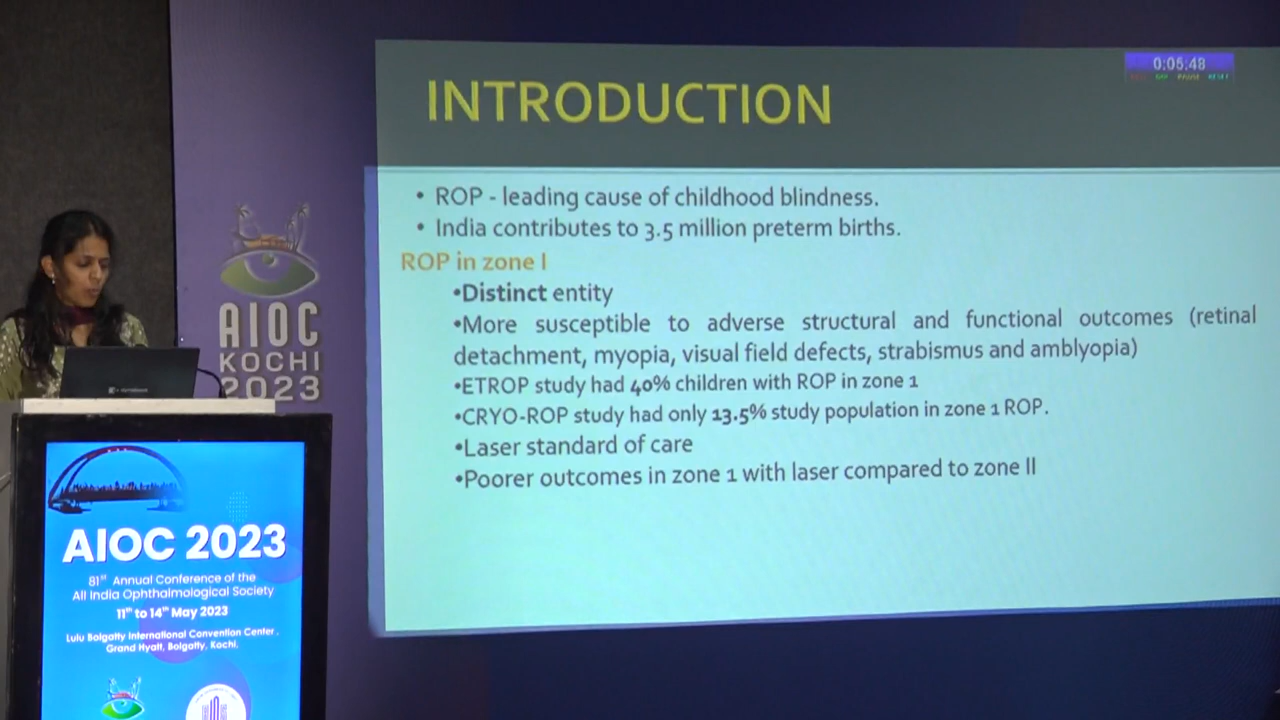 0:05:48
INTRODUCTION
• ROP - leading cause of childhood blindness.
• India contributes to 3.5 million preterm births.
ROP in zone I
•Distinct entity
•More susceptible to adverse structural and functional outcomes (retinal
detachment, myopia, visual field defects, strabismus and amblyopia)
•ETROP study had 40% children with ROP in zone 1
•CRYO-ROP study had only 13.5% study population in zone 1 ROP.
•Laser standard of care
•Poorer outcomes in zone 1 with laser compared to zone II
AIOC
KOCHI
2023
AIOC 2023
81st Annual Conference of the
All India Ophthalmological Society
11th to 14th May 2023
Lulu Bolgatty International Convention Center,
Grand Hyatt, Bolgatty, Kochi.